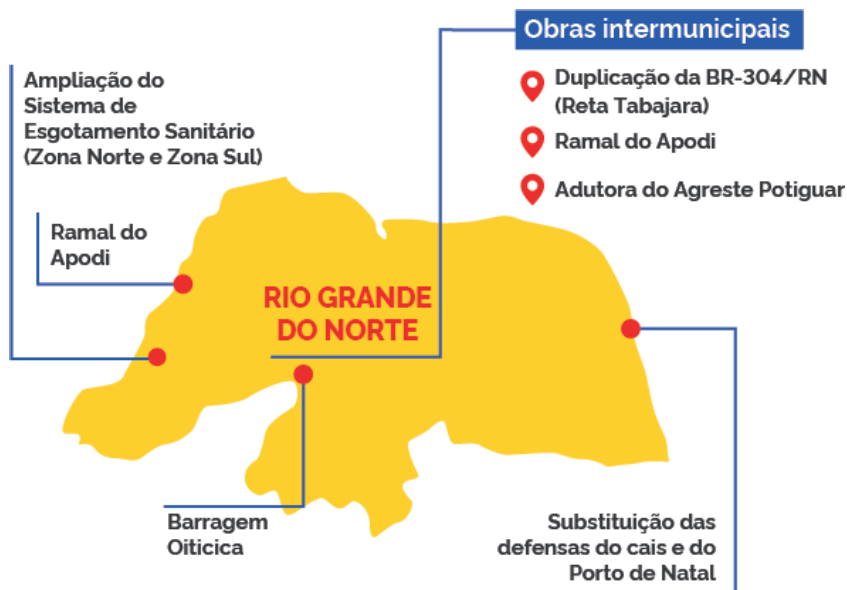 Obras intermunicipais
Duplicação da BR-304/RN
(Reta Tabajara)
Ramal do Apodi
Adutora do Agreste Potiguar
Ampliação do
Sistema de
Esgotamento Sanitário
(Zona Norte e Zona Sul)
Ramal do
Apodi
RIO GRANDE
DO NORTE
Barragem
Oiticica
Substituição das
defensas do cais e do
Porto de Natal